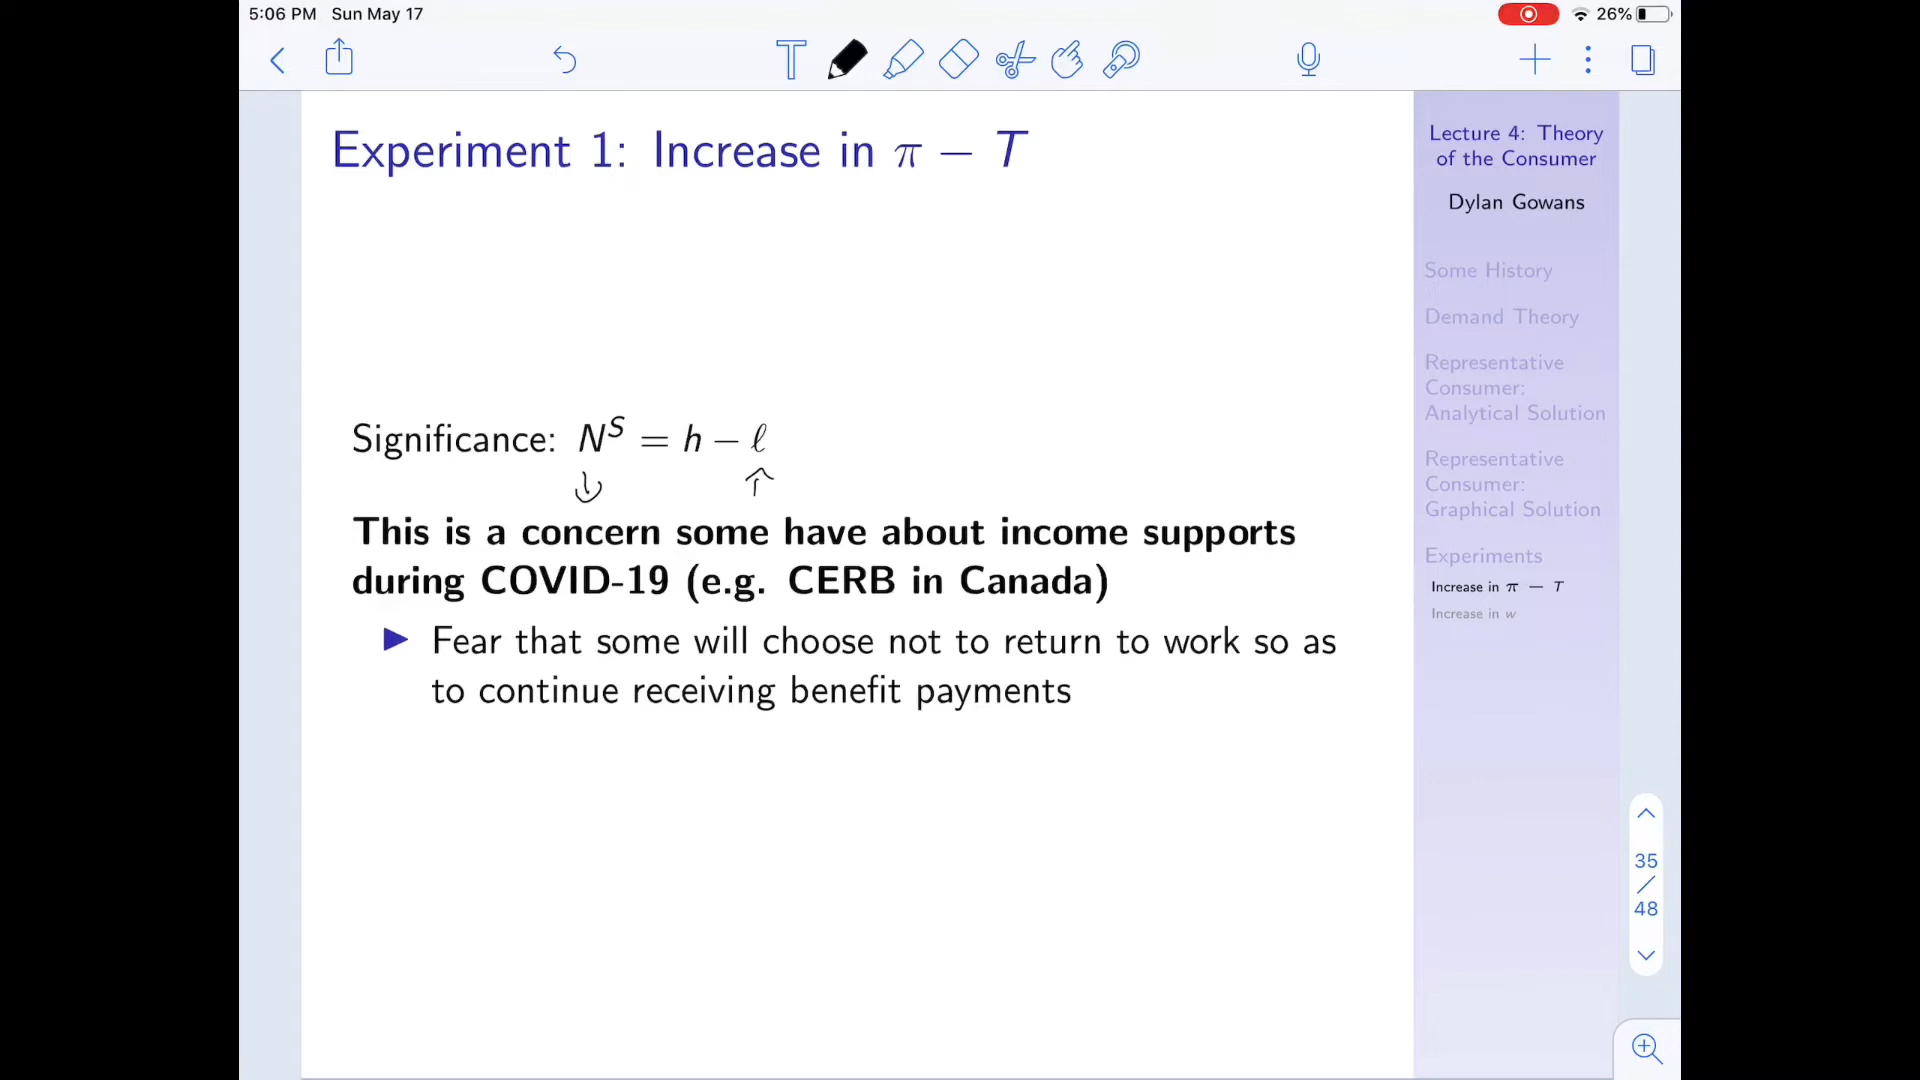 5:06 PM Sun May 17
26%
Experiment 1: Increase in π − T
Significance: N^S = h − ℓ
↓ ↑
This is a concern some have about income supports
during COVID-19 (e.g. CERB in Canada)
▶ Fear that some will choose not to return to work so as
to continue receiving benefit payments
Lecture 4: Theory
of the Consumer
Dylan Gowans
Some History
Demand Theory
Representative
Consumer:
Analytical Solution
Representative
Consumer:
Graphical Solution
Experiments
Increase in π − T
Increase in w
35
/
48